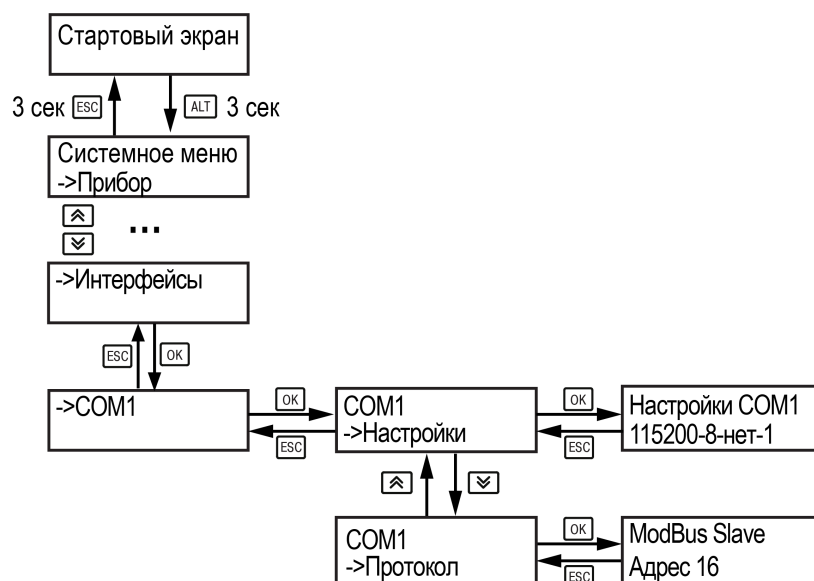 Стартовый экран
3 сек ESC ALT 3 сек
Системное меню
->Прибор
...
->Интерфейсы
ESC OK
->COM1
OK
ESC
COM1
->Настройки
OK
ESC
Настройки COM1
115200-8-нет-1
COM1
->Протокол
OK
ESC
ModBus Slave
Адрес 16